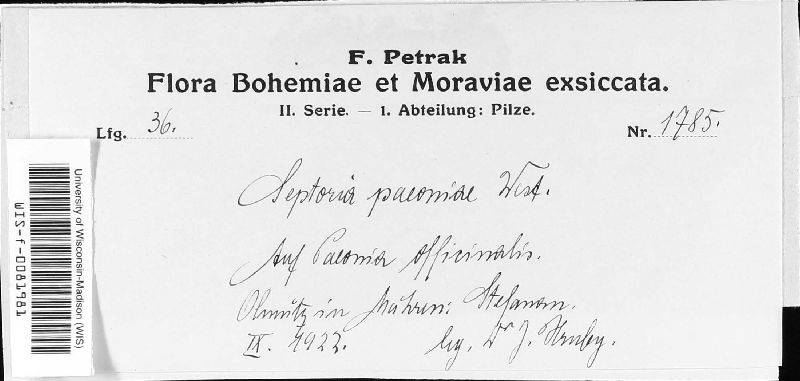 F. Petrak
Flora Bohemiae et Moraviae exsiccata.
II. Serie. — 1. Abteilung: Pilze.
Lfg. 36. Nr. 1785.
Septoria paeoniae West.
Auf Paeonia officinalis.
Olmütz in Mähren: Stefanau.
IX. 1922. lg. Dr J. Hruby.
University of Wisconsin-Madison (WIS)
WIS-f-0081981